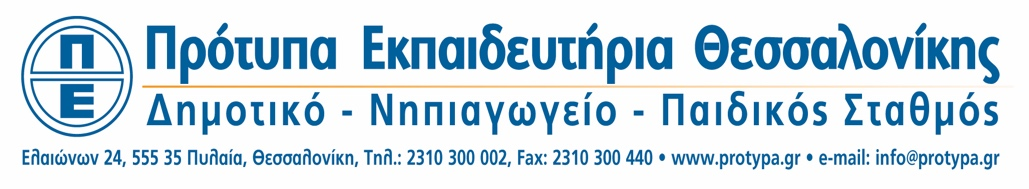 Π
Ε
Πρότυπα Εκπαιδευτήρια Θεσσαλονίκης
Δημοτικό - Νηπιαγωγείο - Παιδικός Σταθμός
Ελαιώνων 24, 555 35 Πυλαία, Θεσσαλονίκη, Τηλ.: 2310 300 002, Fax: 2310 300 440 • www.protypa.gr • e-mail: info@protypa.gr